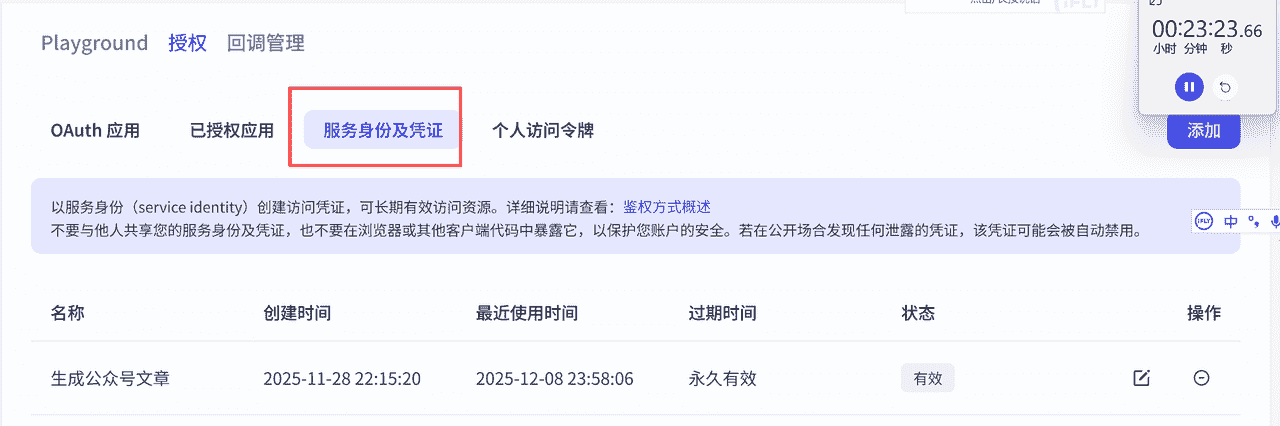 00:23:23.66
小时 分钟 秒
Playground 授权 回调管理
OAuth 应用 已授权应用 服务身份及凭证 个人访问令牌 添加
以服务身份（service identity）创建访问凭证，可长期有效访问资源。详细说明请查看：鉴权方式概述
不要与他人共享您的服务身份及凭证，也不要在浏览器或其他客户端代码中暴露它，以保护您账户的安全。若在公开场合发现任何泄露的凭证，该凭证可能会被自动禁用。
iFLY 中
名称 创建时间 最近使用时间 过期时间 状态 操作
生成公众号文章 2025-11-28 22:15:20 2025-12-08 23:58:06 永久有效 有效